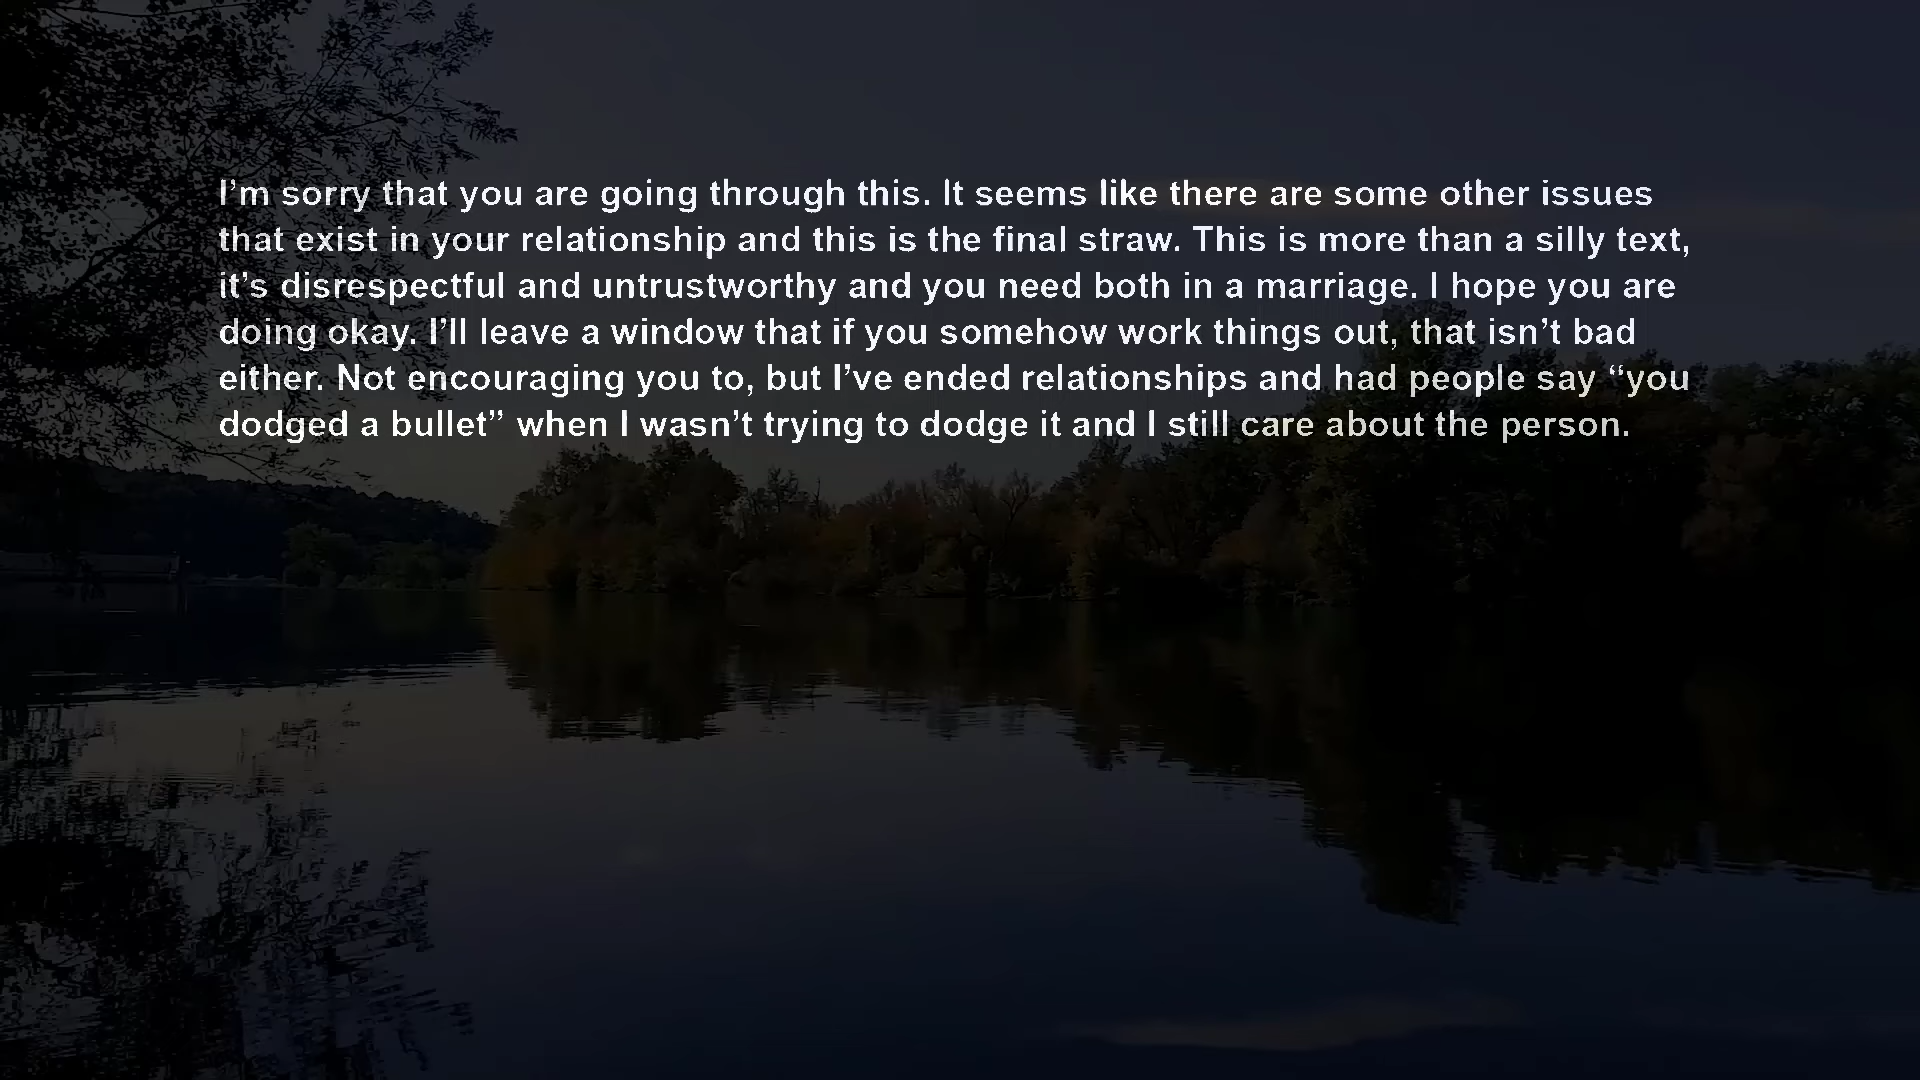 I’m sorry that you are going through this. It seems like there are some other issues
that exist in your relationship and this is the final straw. This is more than a silly text,
it’s disrespectful and untrustworthy and you need both in a marriage. I hope you are
doing okay. I’ll leave a window that if you somehow work things out, that isn’t bad
either. Not encouraging you to, but I’ve ended relationships and had people say “you
dodged a bullet” when I wasn’t trying to dodge it and I still care about the person.